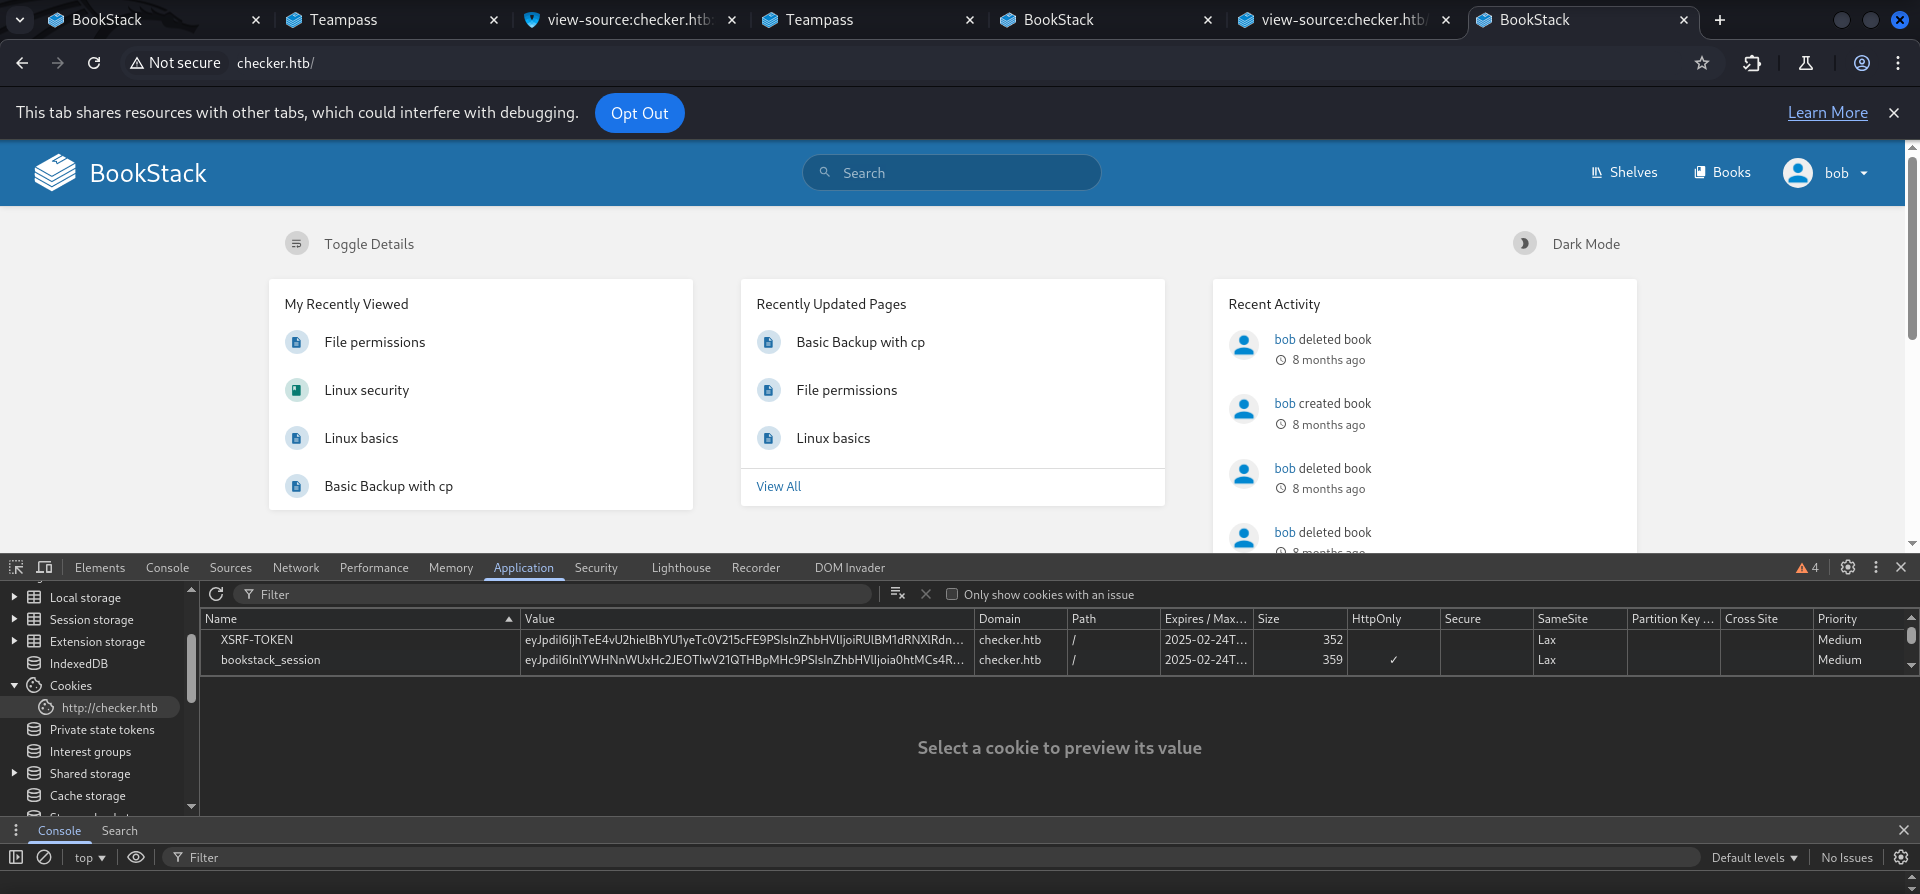 BookStack
Teampass
view-source:checker.htb
Teampass
BookStack
view-source:checker.htb/
BookStack
Not secure
checker.htb/
This tab shares resources with other tabs, which could interfere with debugging.
Opt Out
Learn More
BookStack
Search
Shelves
Books
bob
Toggle Details
Dark Mode
My Recently Viewed
File permissions
Linux security
Linux basics
Basic Backup with cp
Recently Updated Pages
Basic Backup with cp
File permissions
Linux basics
View All
Recent Activity
bob deleted book
8 months ago
bob created book
8 months ago
bob deleted book
8 months ago
bob deleted book
8 months ago
Elements Console Sources Network Performance Memory Application Security Lighthouse Recorder DOM Invader
4
Local storage
Session storage
Extension storage
IndexedDB
Cookies
http://checker.htb
Private state tokens
Interest groups
Shared storage
Cache storage
Filter
Only show cookies with an issue
Name Value Domain Path Expires / Max... Size HttpOnly Secure SameSite Partition Key ... Cross Site Priority
XSRF-TOKEN checker.htb / 2025-02-24T... 352 Lax Medium
bookstack_session checker.htb / 2025-02-24T... 359 ✓ Lax Medium
Select a cookie to preview its value
Console Search
top
Filter
Default levels
No Issues